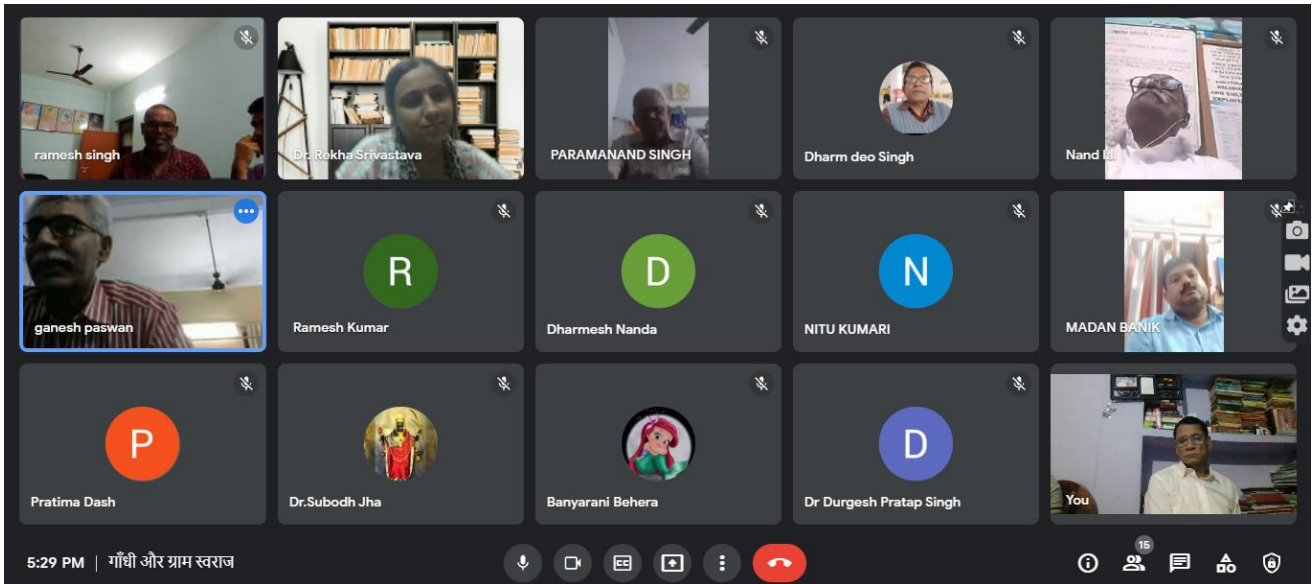 ramesh singh
Dr. Rekha Srivastava
PARAMANAND SINGH
Dharm deo Singh
Nand lal
ganesh paswan
R
Ramesh Kumar
D
Dharmesh Nanda
N
NITU KUMARI
MADAN BANIK
P
Pratima Dash
Dr.Subodh Jha
Banyarani Behera
D
Dr Durgesh Pratap Singh
You
5:29 PM | गाँधी और ग्राम स्वराज
CC
15